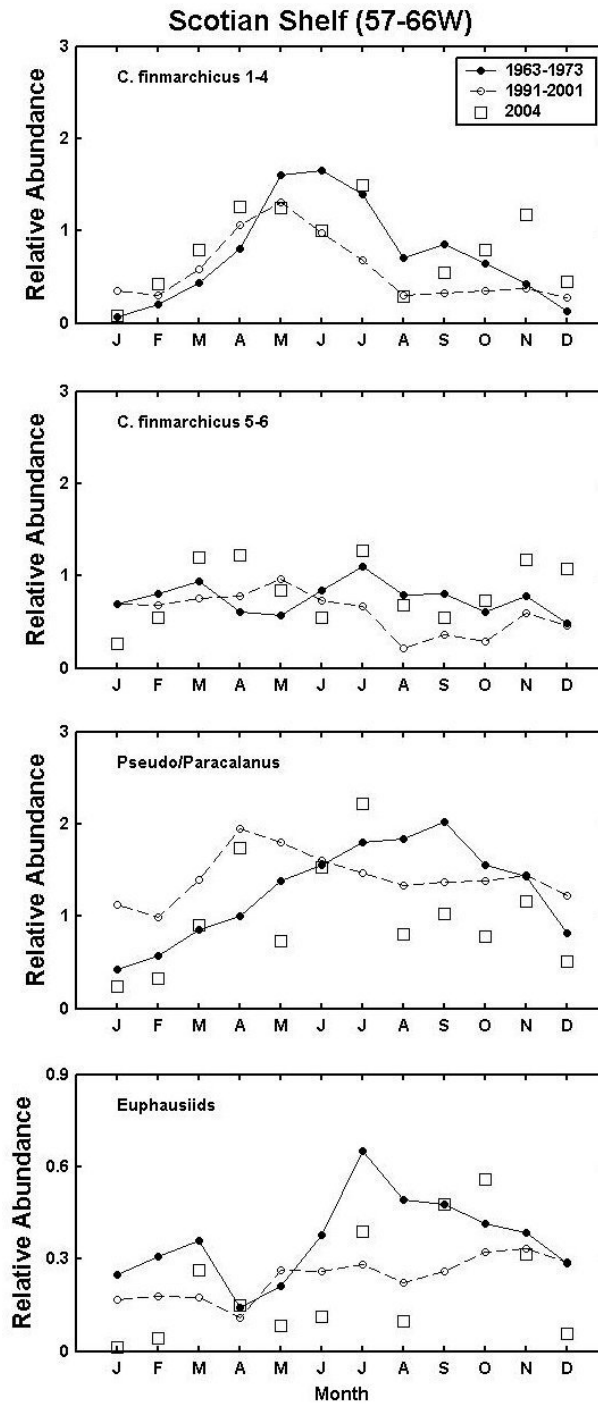 Scotian Shelf (57-66W)
3
C. finmarchicus 1-4
1963-1973
1991-2001
2004
2
Relative Abundance
1
0
J F M A M J J A S O N D
3
C. finmarchicus 5-6
2
Relative Abundance
1
0
J F M A M J J A S O N D
3
Pseudo/Paracalanus
2
Relative Abundance
1
0
J F M A M J J A S O N D
0.9
Euphausiids
0.6
Relative Abundance
0.3
0
J F M A M J J A S O N D
Month